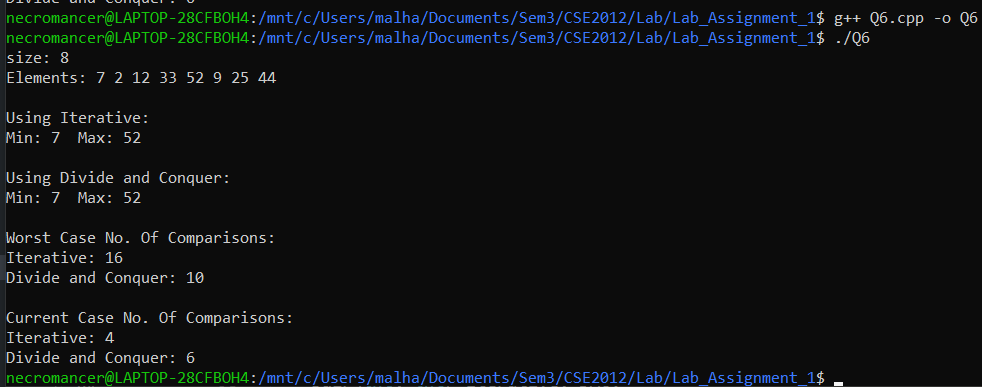 Divide and Conquer: 6
necromancer@LAPTOP-28CFBOH4:/mnt/c/Users/malha/Documents/Sem3/CSE2012/Lab/Lab_Assignment_1$ g++ Q6.cpp -o Q6
necromancer@LAPTOP-28CFBOH4:/mnt/c/Users/malha/Documents/Sem3/CSE2012/Lab/Lab_Assignment_1$ ./Q6
size: 8
Elements: 7 2 12 33 52 9 25 44
Using Iterative:
Min: 7  Max: 52
Using Divide and Conquer:
Min: 7  Max: 52
Worst Case No. Of Comparisons:
Iterative: 16
Divide and Conquer: 10
Current Case No. Of Comparisons:
Iterative: 4
Divide and Conquer: 6
necromancer@LAPTOP-28CFBOH4:/mnt/c/Users/malha/Documents/Sem3/CSE2012/Lab/Lab_Assignment_1$